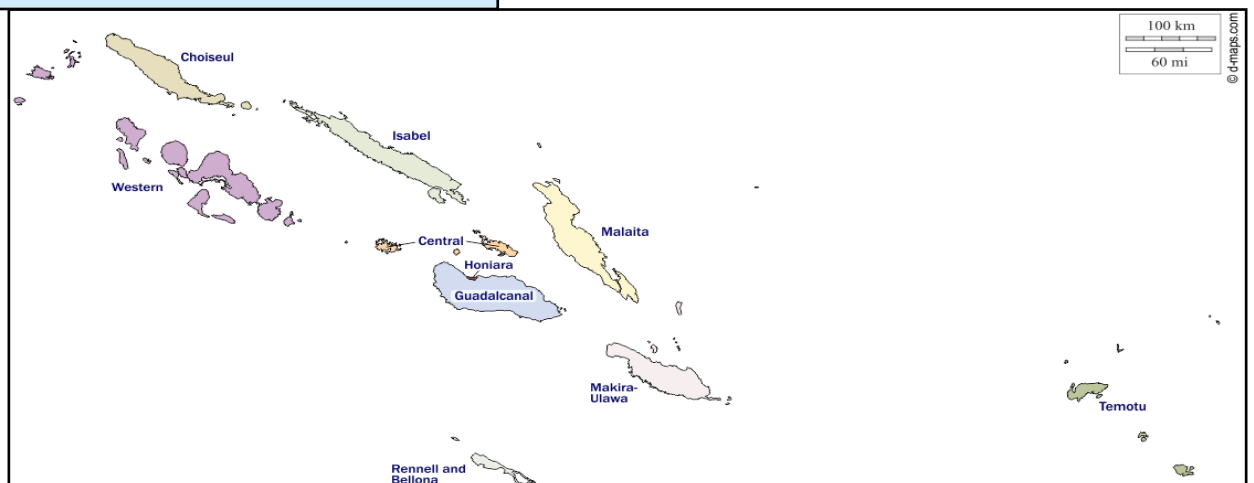 100 km
60 mi
© d-maps.com
Choiseul
Isabel
Western
Malaita
Central
Honiara
Guadalcanal
Makira-
Ulawa
Temotu
Rennell and
Bellona